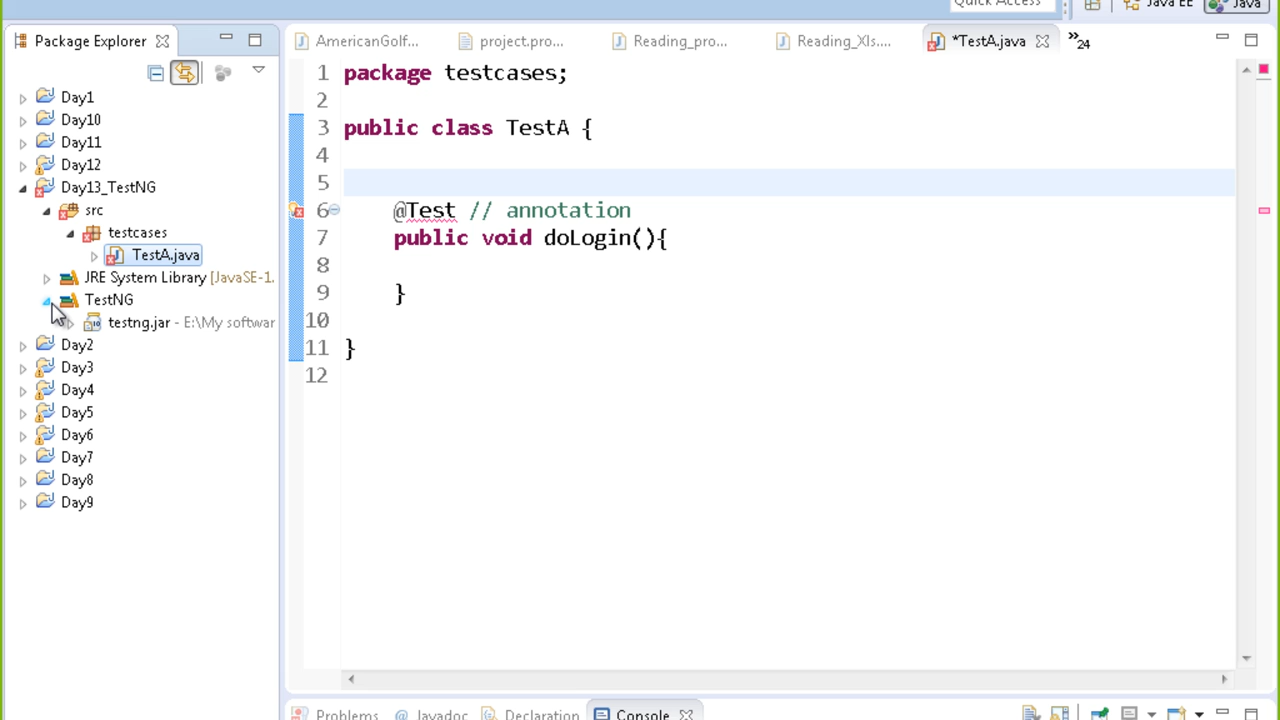 Quick Access
Java EE
Java
Package Explorer
AmericanGolf...
project.pro...
Reading_pro...
Reading_Xls....
*TestA.java
»24
Day1
Day10
Day11
Day12
Day13_TestNG
src
testcases
TestA.java
JRE System Library [JavaSE-1.
TestNG
testng.jar - E:\My softwar
Day2
Day3
Day4
Day5
Day6
Day7
Day8
Day9
1 package testcases;
2
3 public class TestA {
4
5
6 @Test // annotation
7 public void doLogin(){
8
9 }
10
11 }
12
Problems
@ Javadoc
Declaration
Console